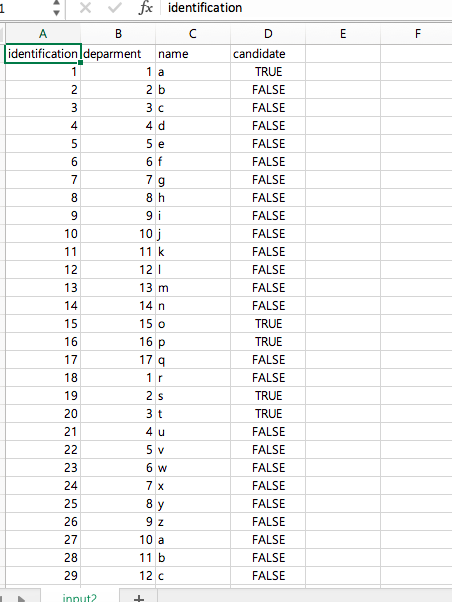 1 fx identification
A B C D E F
identification deparment name candidate
1 1 a TRUE
2 2 b FALSE
3 3 c FALSE
4 4 d FALSE
5 5 e FALSE
6 6 f FALSE
7 7 g FALSE
8 8 h FALSE
9 9 i FALSE
10 10 j FALSE
11 11 k FALSE
12 12 l FALSE
13 13 m FALSE
14 14 n FALSE
15 15 o TRUE
16 16 p TRUE
17 17 q FALSE
18 1 r FALSE
19 2 s TRUE
20 3 t TRUE
21 4 u FALSE
22 5 v FALSE
23 6 w FALSE
24 7 x FALSE
25 8 y FALSE
26 9 z FALSE
27 10 a FALSE
28 11 b FALSE
29 12 c FALSE
input2 +